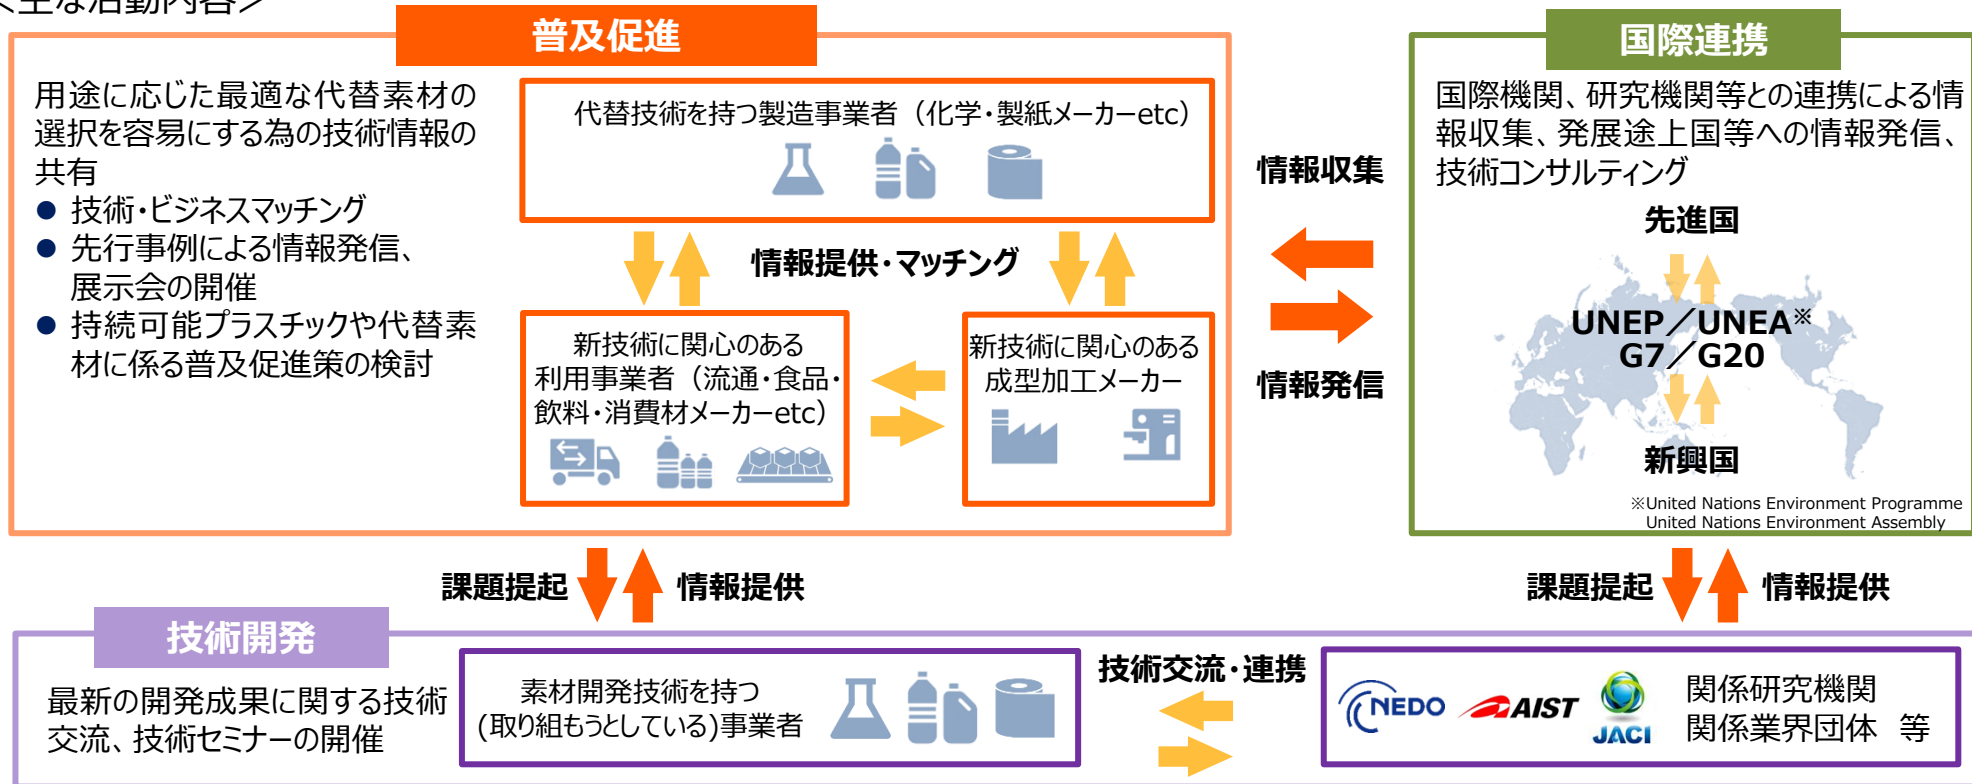 ＜主な活動内容＞
普及促進
用途に応じた最適な代替素材の
選択を容易にする為の技術情報の
共有
● 技術・ビジネスマッチング
● 先行事例による情報発信、
展示会の開催
● 持続可能プラスチックや代替素
材に係る普及促進策の検討
代替技術を持つ製造事業者（化学・製紙メーカーetc）
情報提供・マッチング
新技術に関心のある
利用事業者（流通・食品・
飲料・消費材メーカーetc）
新技術に関心のある
成型加工メーカー
情報収集
情報発信
国際連携
国際機関、研究機関等との連携による情
報収集、発展途上国等への情報発信、
技術コンサルティング
先進国
UNEP／UNEA※
G7／G20
新興国
※United Nations Environment Programme
United Nations Environment Assembly
課題提起
情報提供
課題提起
情報提供
技術開発
最新の開発成果に関する技術
交流、技術セミナーの開催
素材開発技術を持つ
(取り組もうとしている)事業者
技術交流・連携
NEDO
AIST
JACI
関係研究機関
関係業界団体 等